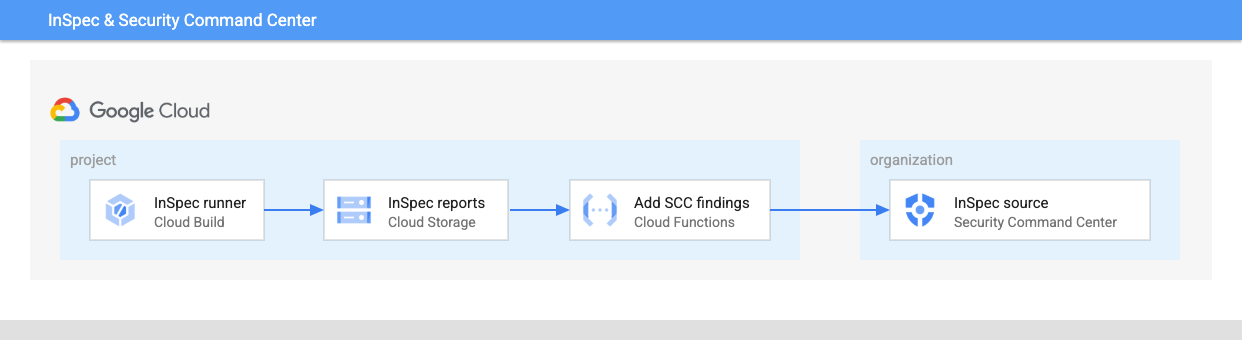 InSpec & Security Command Center
Google Cloud
project
InSpec runner
Cloud Build
InSpec reports
Cloud Storage
Add SCC findings
Cloud Functions
organization
InSpec source
Security Command Center